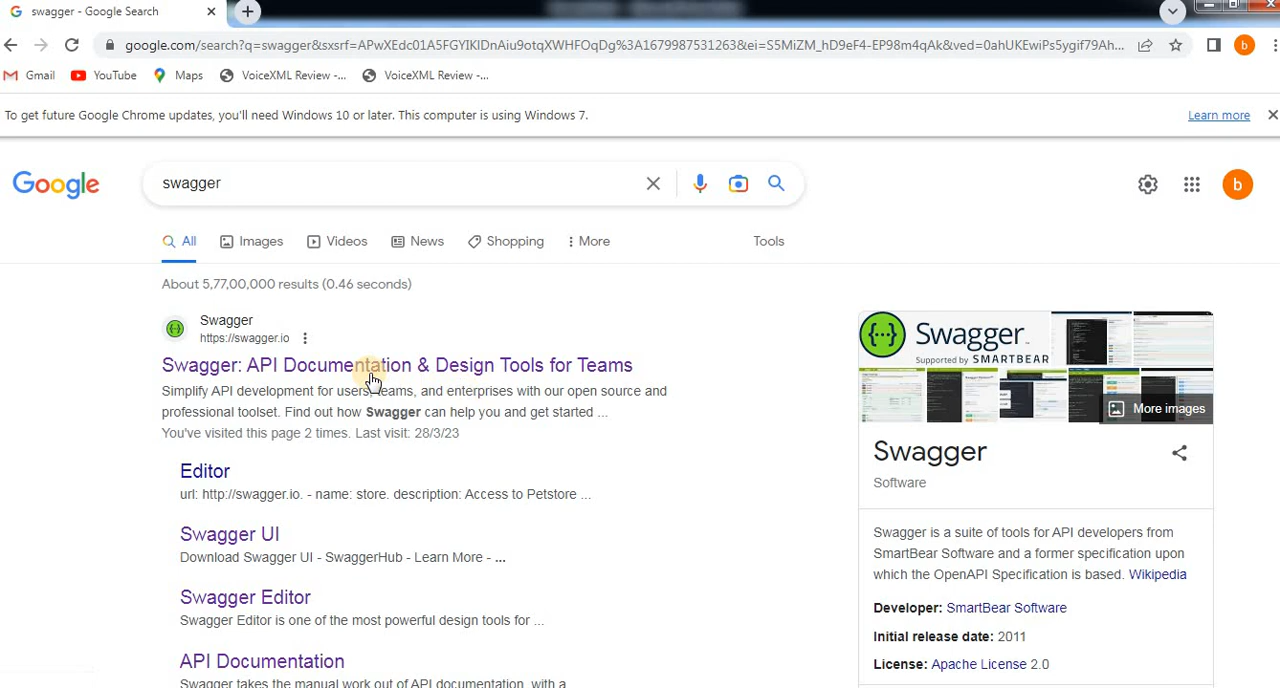 swagger - Google Search
google.com/search?q=swagger&sxsrf=APwXEdc01A5FGYIKIDnAiu9otqXWHFOqDg%3A1679987531263&ei=S5MiZM_hD9eF4-EP98m4qAk&ved=0ahUKEwiPs5ygif79Ah...
Gmail YouTube Maps VoiceXML Review -... VoiceXML Review -...
b
To get future Google Chrome updates, you'll need Windows 10 or later. This computer is using Windows 7. Learn more
Google swagger b
All Images Videos News Shopping More Tools
About 5,77,00,000 results (0.46 seconds)
Swagger
https://swagger.io
Swagger: API Documentation & Design Tools for Teams
Simplify API development for users, teams, and enterprises with our open source and
professional toolset. Find out how Swagger can help you and get started ...
You've visited this page 2 times. Last visit: 28/3/23
Editor
url: http://swagger.io. - name: store. description: Access to Petstore ...
Swagger UI
Download Swagger UI - SwaggerHub - Learn More - ...
Swagger Editor
Swagger Editor is one of the most powerful design tools for ...
API Documentation
Swagger takes the manual work out of API documentation, with a
{···} Swagger™
Supported by SMARTBEAR
More images
Swagger
Software
Swagger is a suite of tools for API developers from
SmartBear Software and a former specification upon
which the OpenAPI Specification is based. Wikipedia
Developer: SmartBear Software
Initial release date: 2011
License: Apache License 2.0